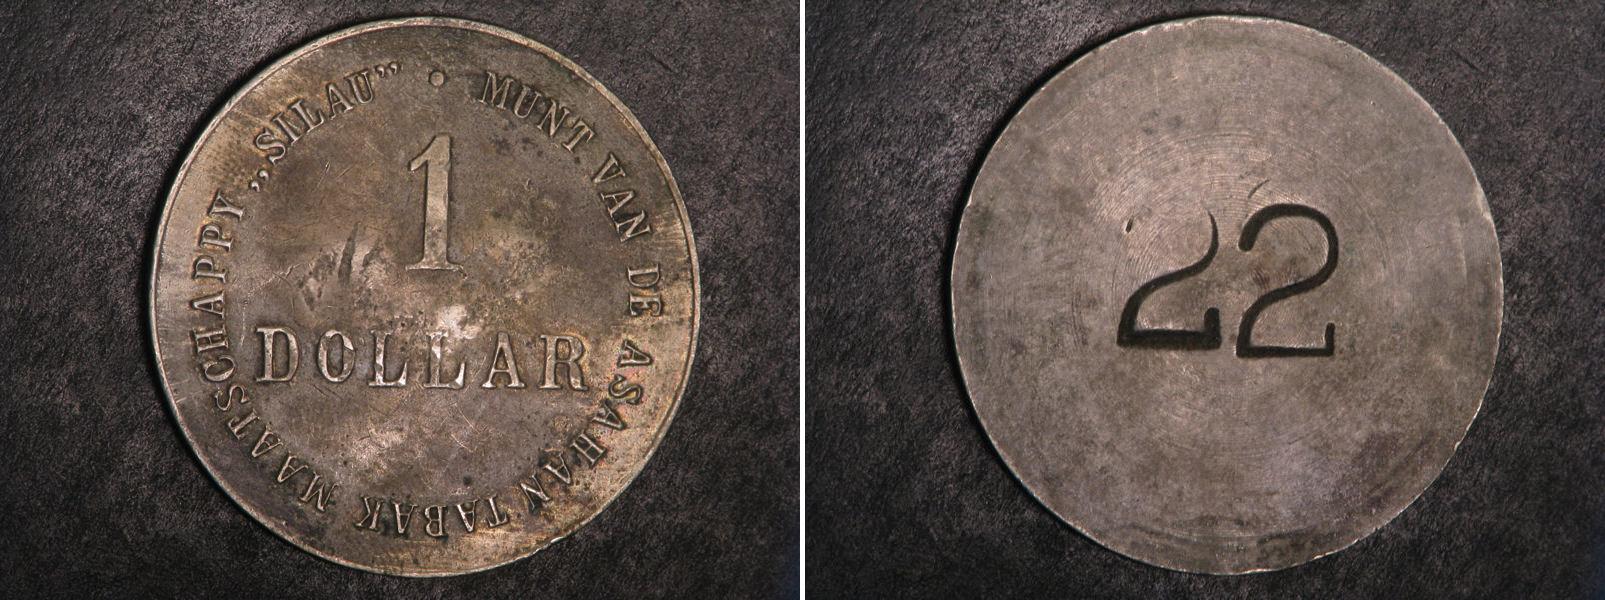 MUNT VAN DE ASAHAN TABAK MAATSCHAPPY „SILAU”
1
DOLLAR
22